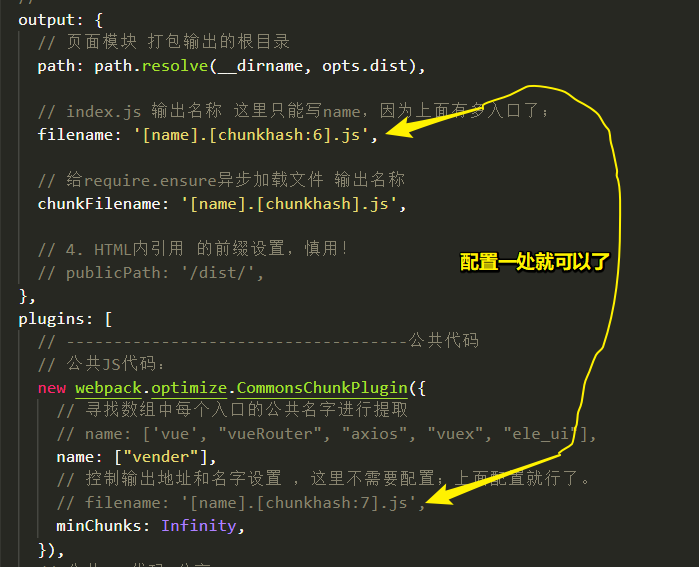 output: {
// 页面模块 打包输出的根目录
path: path.resolve(__dirname, opts.dist),
// index.js 输出名称 这里只能写name，因为上面有多入口了；
filename: '[name].[chunkhash:6].js',
// 给require.ensure异步加载文件 输出名称
chunkFilename: '[name].[chunkhash].js',
// 4. HTML内引用 的前缀设置，慎用！
// publicPath: '/dist/',
配置一处就可以了
},
plugins: [
// ------------------------------------公共代码
// 公共JS代码：
new webpack.optimize.CommonsChunkPlugin({
// 寻找数组中每个入口的公共名字进行提取
// name: ['vue', "vueRouter", "axios", "vuex", "ele_ui"],
name: ["vender"],
// 控制输出地址和名字设置 ，这里不需要配置；上面配置就行了。
// filename: '[name].[chunkhash:7].js',
minChunks: Infinity,
}),